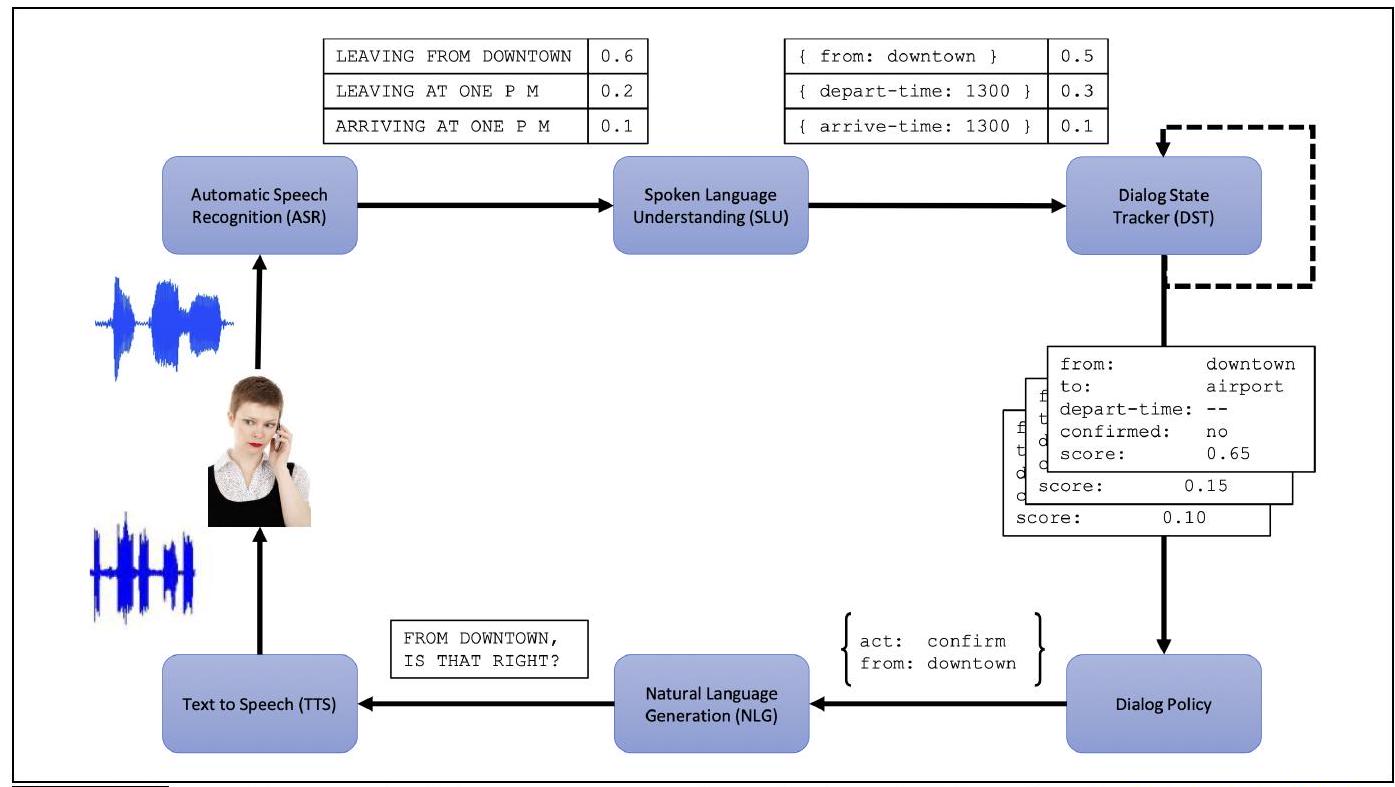 LEAVING FROM DOWNTOWN 0.6
LEAVING AT ONE P M 0.2
ARRIVING AT ONE P M 0.1
{ from: downtown } 0.5
{ depart-time: 1300 } 0.3
{ arrive-time: 1300 } 0.1
Automatic Speech
Recognition (ASR)
Spoken Language
Understanding (SLU)
Dialog State
Tracker (DST)
from: downtown
to: airport
depart-time: --
confirmed: no
score: 0.65
f
t
d
c
score: 0.15
f
t
d
c
score: 0.10
act: confirm
from: downtown
FROM DOWNTOWN,
IS THAT RIGHT?
Text to Speech (TTS)
Natural Language
Generation (NLG)
Dialog Policy